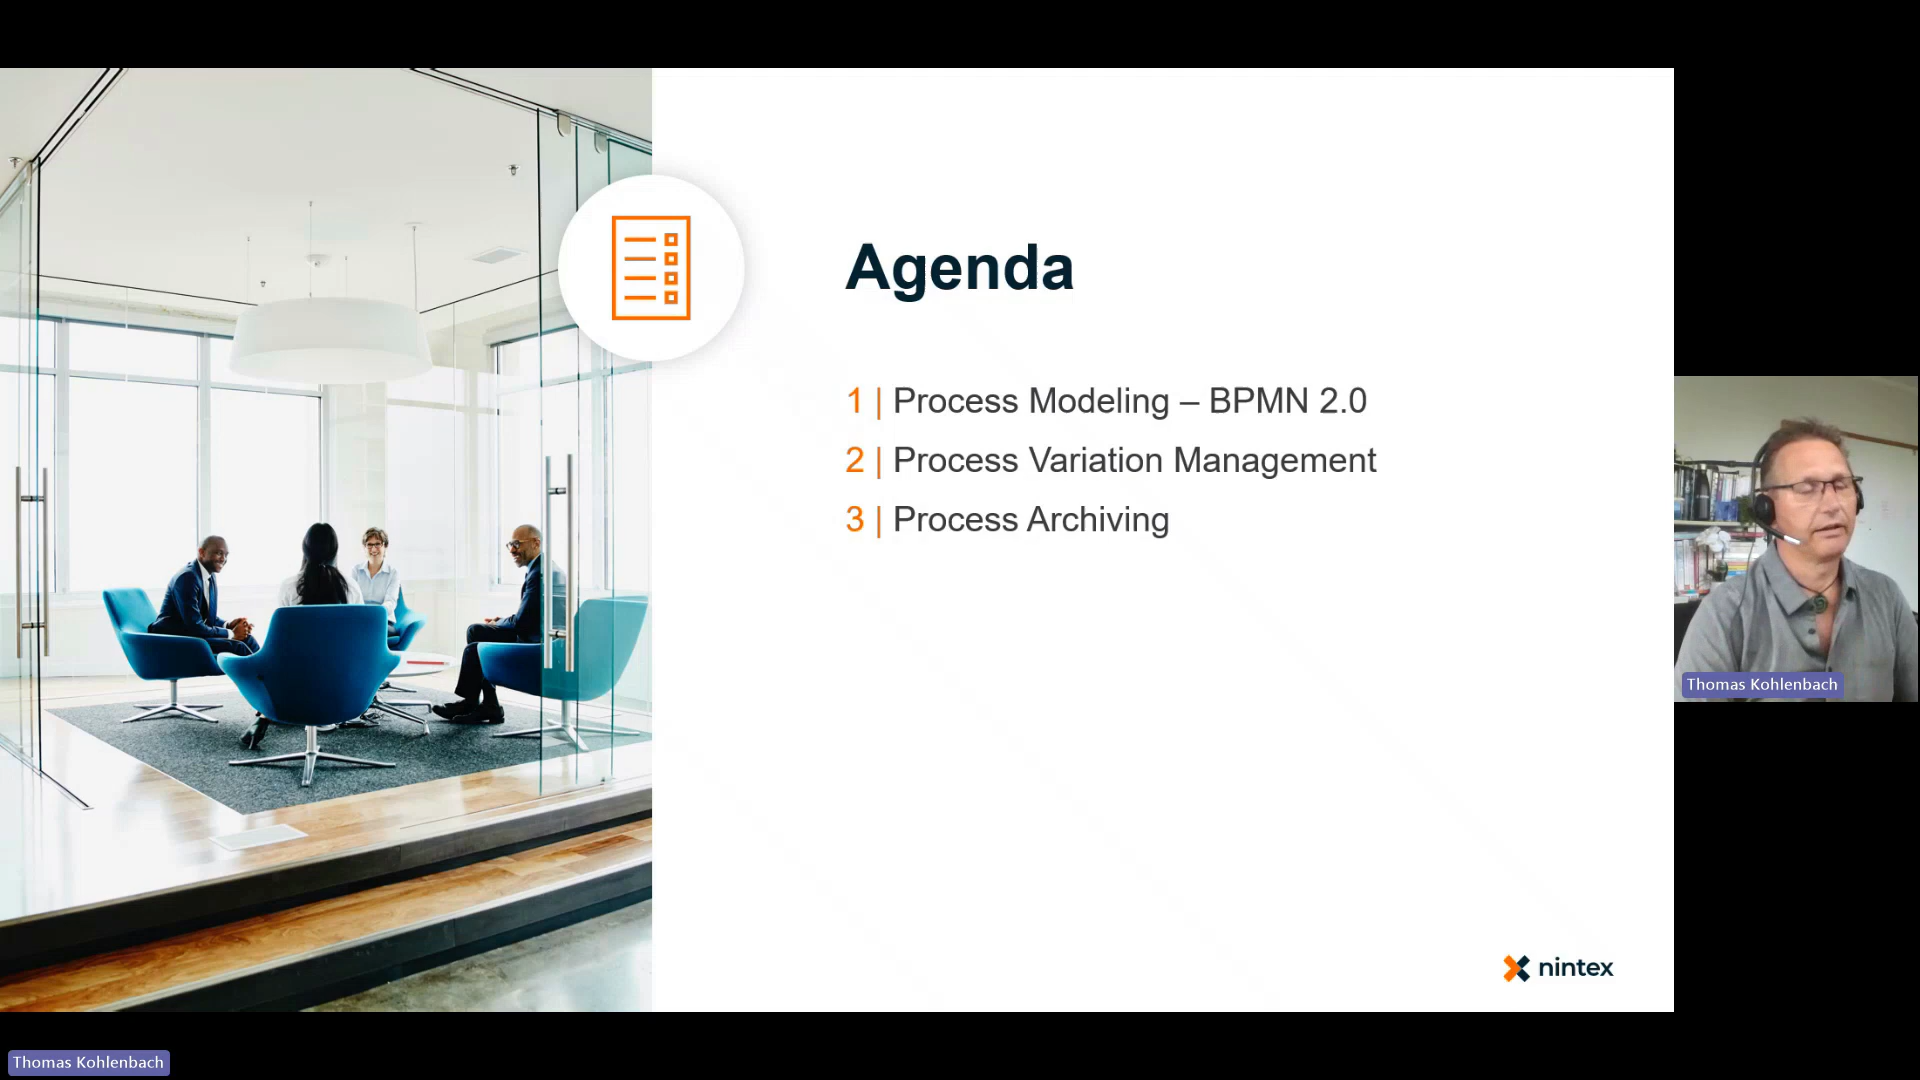 Agenda
1 | Process Modeling – BPMN 2.0
2 | Process Variation Management
3 | Process Archiving
nintex
Thomas Kohlenbach
Thomas Kohlenbach